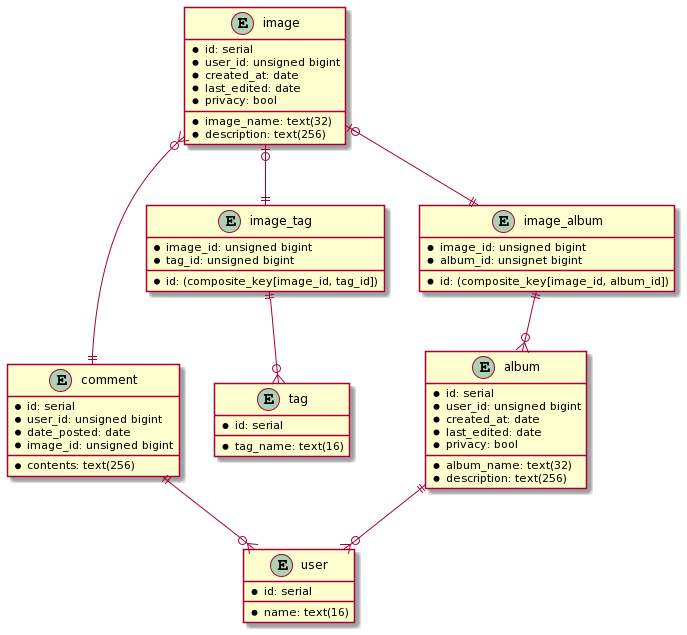 E image
id: serial
user_id: unsigned bigint
created_at: date
last_edited: date
privacy: bool
image_name: text(32)
description: text(256)
E image_tag
image_id: unsigned bigint
tag_id: unsigned bigint
id: (composite_key[image_id, tag_id])
E image_album
image_id: unsigned bigint
album_id: unsignet bigint
id: (composite_key[image_id, album_id])
E comment
id: serial
user_id: unsigned bigint
date_posted: date
image_id: unsigned bigint
contents: text(256)
E tag
id: serial
tag_name: text(16)
E album
id: serial
user_id: unsigned bigint
created_at: date
last_edited: date
privacy: bool
album_name: text(32)
description: text(256)
E user
id: serial
name: text(16)